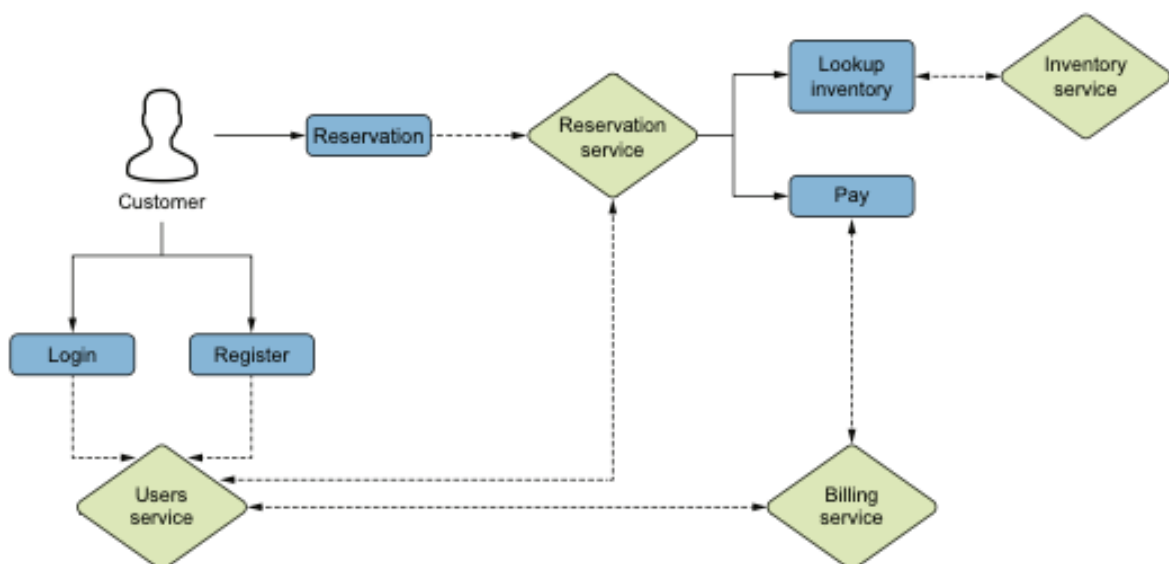 Lookup
inventory
Inventory
service
Reservation
Reservation
service
Customer
Pay
Login
Register
Users
service
Billing
service